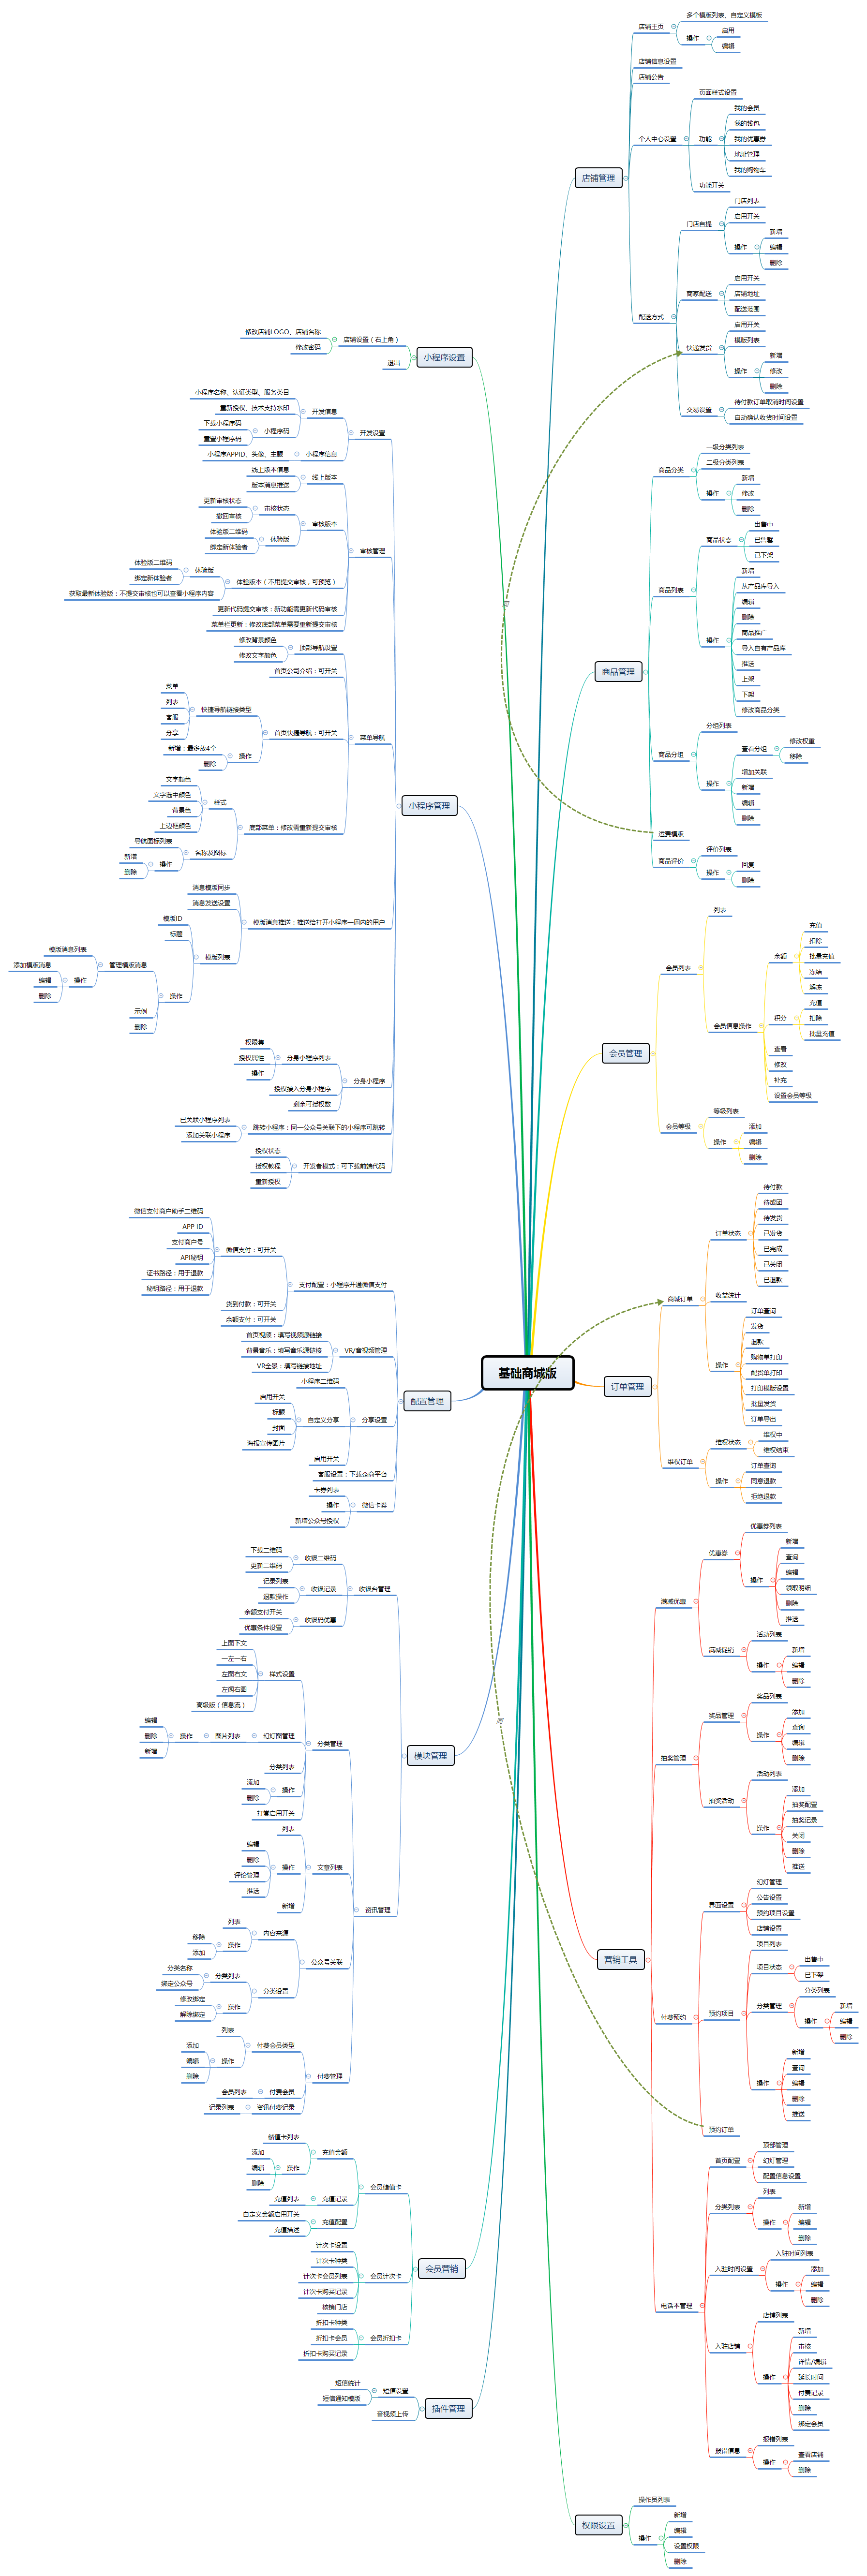 基础商城版
店铺管理
店铺主页
多个模版列表、自定义模板
操作
启用
编辑
店铺信息设置
店铺公告
个人中心设置
页面样式设置
功能
我的会员
我的钱包
我的优惠券
地址管理
我的购物车
功能开关
配送方式
门店自提
门店列表
启用开关
操作
新增
编辑
删除
商家配送
启用开关
店铺地址
配送范围
快递发货
启用开关
模版列表
操作
新增
修改
删除
交易设置
待付款订单取消时间设置
自动确认收货时间设置
商品管理
商品分类
一级分类列表
二级分类列表
操作
新增
修改
删除
商品列表
商品状态
出售中
已售罄
已下架
操作
新增
从产品库导入
编辑
删除
商品推广
导入自有产品库
推送
上架
下架
修改商品分类
商品分组
分组列表
操作
查看分组
修改权重
移除
增加关联
新增
编辑
删除
运费模版
商品评价
评价列表
操作
回复
删除
会员管理
会员列表
列表
会员信息操作
余额
充值
扣除
批量充值
冻结
解冻
积分
充值
扣除
批量充值
查看
修改
补充
设置会员等级
会员等级
等级列表
操作
添加
编辑
删除
订单管理
商城订单
订单状态
待付款
待成团
待发货
已发货
已完成
已关闭
已退款
收益统计
操作
订单查询
发货
退款
购物单打印
配货单打印
打印模版设置
批量发货
订单导出
维权订单
维权状态
维权中
维权结束
操作
订单查询
同意退款
拒绝退款
营销工具
满减优惠
优惠券
优惠券列表
操作
新增
查询
编辑
领取明细
删除
推送
满减促销
活动列表
操作
新增
编辑
删除
抽奖管理
奖品管理
奖品列表
操作
添加
查询
编辑
删除
抽奖活动
活动列表
操作
添加
抽奖配置
抽奖记录
关闭
删除
推送
付费预约
界面设置
幻灯管理
公告设置
预约项目设置
店铺设置
预约项目
项目列表
项目状态
出售中
已下架
分类管理
分类列表
操作
新增
编辑
删除
操作
新增
查询
编辑
删除
推送
预约订单
电话本管理
首页配置
顶部管理
幻灯管理
配置信息设置
分类列表
列表
操作
新增
编辑
删除
入驻时间设置
入驻时间列表
操作
添加
编辑
删除
入驻店铺
店铺列表
操作
新增
审核
详情/编辑
延长时间
付费记录
删除
绑定会员
报错信息
报错列表
操作
查看店铺
删除
权限设置
操作员列表
操作
新增
编辑
设置权限
删除
小程序设置
店铺设置（右上角）
修改店铺LOGO、店铺名称
修改密码
退出
小程序管理
开发设置
开发信息
小程序名称、认证类型、服务类目
重新授权、技术支持水印
小程序码
下载小程序码
重置小程序码
小程序信息
小程序APPID、头像、主题
审核管理
线上版本
线上版本信息
版本消息推送
审核版本
审核状态
更新审核状态
撤回审核
体验版
体验版二维码
绑定新体验者
体验版本（不用提交审核，可预览）
体验版
体验版二维码
绑定新体验者
获取最新体验版：不提交审核也可以查看小程序内容
更新代码提交审核：新功能需更新代码审核
菜单栏更新：修改底部菜单需要重新提交审核
菜单导航
顶部导航设置
修改背景颜色
修改文字颜色
首页公司介绍：可开关
首页快捷导航：可开关
快捷导航链接类型
菜单
列表
客服
分享
操作
新增：最多放4个
删除
底部菜单：修改需重新提交审核
样式
文字颜色
文字选中颜色
背景色
上边框颜色
名称及图标
导航图标列表
操作
新增
删除
模版消息推送：推送给打开小程序一周内的用户
消息模版同步
消息发送设置
模版列表
模版ID
标题
操作
管理模版消息
模版消息列表
操作
添加模版消息
编辑
删除
示例
删除
分身小程序
分身小程序列表
权限集
授权属性
操作
授权接入分身小程序
剩余可授权数
跳转小程序：同一公众号关联下的小程序可跳转
已关联小程序列表
添加关联小程序
开发者模式：可下载前端代码
授权状态
授权教程
重新授权
配置管理
支付配置：小程序开通微信支付
微信支付：可开关
微信支付商户助手二维码
APP ID
支付商户号
API秘钥
证书路径：用于退款
秘钥路径：用于退款
货到付款：可开关
余额支付：可开关
VR/音视频管理
首页视频：填写视频源链接
背景音乐：填写音乐源链接
VR全景：填写链接地址
分享设置
小程序二维码
自定义分享
启用开关
标题
封面
海报宣传图片
启用开关
客服设置：下载企商平台
微信卡券
卡券列表
操作
新增公众号授权
模块管理
收银台管理
收银二维码
下载二维码
更新二维码
收银记录
记录列表
退款操作
收银码优惠
余额支付开关
优惠条件设置
资讯管理
分类管理
样式设置
上图下文
一左一右
左图右文
左阁右图
高级版（信息流）
幻灯图管理
图片列表
操作
编辑
删除
新增
分类列表
操作
添加
删除
打赏启用开关
文章列表
列表
操作
编辑
删除
评论管理
推送
新增
公众号关联
内容来源
列表
操作
移除
添加
分类设置
分类列表
分类名称
绑定公众号
操作
修改绑定
解除绑定
付费管理
付费会员类型
列表
操作
添加
编辑
删除
付费会员
会员列表
资讯付费记录
记录列表
会员营销
会员储值卡
充值金额
储值卡列表
操作
添加
编辑
删除
充值记录
充值列表
充值配置
自定义金额启用开关
充值描述
会员计次卡
计次卡设置
计次卡种类
计次卡会员列表
计次卡购买记录
核销门店
会员折扣卡
折扣卡种类
折扣卡会员
折扣卡购买记录
插件管理
短信设置
短信统计
短信通知模版
音视频上传